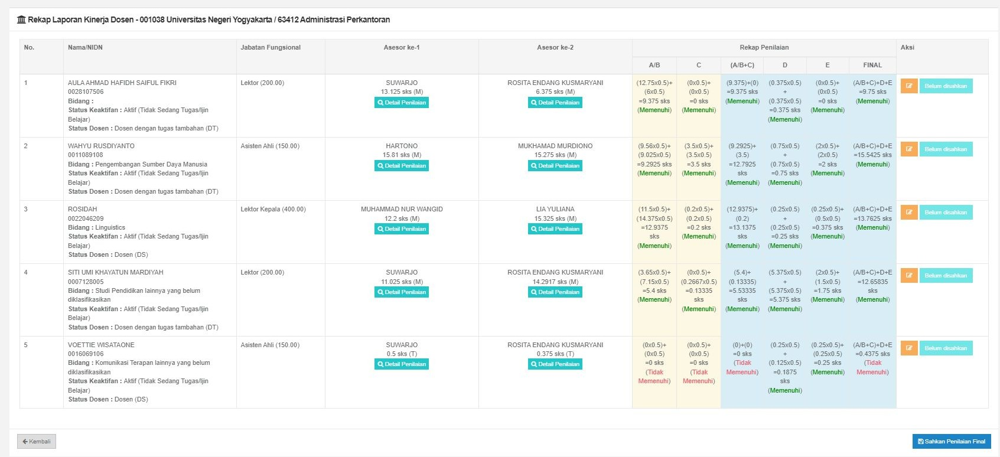 Rekap Laporan Kinerja Dosen - 001038 Universitas Negeri Yogyakarta / 63412 Administrasi Perkantoran
No. Nama/NIDN Jabatan Fungsional Asesor ke-1 Asesor ke-2 Rekap Penilaian Aksi
A/B C (A/B+C) D E FINAL
1 AULA AHMAD HAFIDH SAIFUL FIKRI Lektor (200.00) SUWARJO ROSITA ENDANG KUSMARYANI (12.75x0.5)+ (0x0.5)+ (9.375)+(0) (0.375x0.5) (0x0.5)+ (A/B+C)+D+E Belum disahkan
0028107506 13.125 sks (M) 6.375 sks (M) (6x0.5) (0x0.5) =9.375 sks + (0x0.5) =9.75 sks
Bidang : Detail Penilaian Detail Penilaian =9.375 sks =0 sks (Memenuhi) (0.375x0.5) =0 sks (Memenuhi)
Status Keaktifan : Aktif (Tidak Sedang Tugas/Ijin (Memenuhi) (Memenuhi) =0.375 sks (Memenuhi)
Belajar) (Memenuhi)
Status Dosen : Dosen dengan tugas tambahan (DT)
2 WAHYU RUSDIYANTO Asisten Ahli (150.00) HARTONO MUKHAMAD MURDIONO (9.56x0.5)+ (3.5x0.5)+ (9.2925)+ (0.75x0.5) (2x0.5)+ (A/B+C)+D+E Belum disahkan
0011089108 15.81 sks (M) 15.275 sks (M) (9.025x0.5) (3.5x0.5) (3.5) + (2x0.5) =15.5425 sks
Bidang : Pengembangan Sumber Daya Manusia Detail Penilaian Detail Penilaian =9.2925 sks =3.5 sks =12.7925 (0.75x0.5) =2 sks (Memenuhi)
Status Keaktifan : Aktif (Tidak Sedang Tugas/Ijin (Memenuhi) (Memenuhi) sks =0.75 sks (Memenuhi)
Belajar) (Memenuhi) (Memenuhi)
Status Dosen : Dosen dengan tugas tambahan (DT)
3 ROSIDAH Lektor Kepala (400.00) MUHAMMAD NUR WANGID LIA YULIANA (11.5x0.5)+ (0.2x0.5)+ (12.9375)+ (0.25x0.5) (0.25x0.5)+ (A/B+C)+D+E Belum disahkan
0022046209 12.2 sks (M) 15.325 sks (M) (14.375x0.5) (0.2x0.5) (0.2) + (0.5x0.5) =13.7625 sks
Bidang : Linguistics Detail Penilaian Detail Penilaian =12.9375 =0.2 sks =13.1375 (0.25x0.5) =0.375 sks (Memenuhi)
Status Keaktifan : Aktif (Tidak Sedang Tugas/Ijin sks (Memenuhi) sks =0.25 sks (Memenuhi)
Belajar) (Memenuhi) (Memenuhi) (Memenuhi)
Status Dosen : Dosen (DS)
4 SITI UMI KHAYATUN MARDIYAH Lektor (200.00) SUWARJO ROSITA ENDANG KUSMARYANI (3.65x0.5)+ (0x0.5)+ (5.4)+ (5.375x0.5) (2x0.5)+ (A/B+C)+D+E Belum disahkan
0007128005 11.025 sks (M) 14.2917 sks (M) (7.15x0.5) (0.2667x0.5) (0.13335) + (1.5x0.5) =12.65835
Bidang : Studi Pendidikan lainnya yang belum Detail Penilaian Detail Penilaian =5.4 sks =0.13335 =5.53335 (5.375x0.5) =1.75 sks sks
diklasifikasikan (Memenuhi) sks sks =5.375 sks (Memenuhi) (Memenuhi)
Status Keaktifan : Aktif (Tidak Sedang Tugas/Ijin (Memenuhi) (Memenuhi) (Memenuhi)
Belajar)
Status Dosen : Dosen dengan tugas tambahan (DT)
5 VOETTIE WISATAONE Asisten Ahli (150.00) SUWARJO ROSITA ENDANG KUSMARYANI (0x0.5)+ (0x0.5)+ (0)+(0) (0.25x0.5) (0.25x0.5)+ (A/B+C)+D+E Belum disahkan
0016069106 0.5 sks (T) 0.375 sks (T) (0x0.5) (0x0.5) =0 sks + (0.25x0.5) =0.4375 sks
Bidang : Komunikasi Terapan lainnya yang belum Detail Penilaian Detail Penilaian =0 sks =0 sks (Tidak (0.125x0.5) =0.25 sks (Tidak
diklasifikasikan (Tidak (Tidak Memenuhi) =0.1875 (Memenuhi) Memenuhi)
Status Keaktifan : Aktif (Tidak Sedang Tugas/Ijin Memenuhi) Memenuhi) sks
Belajar) (Memenuhi)
Status Dosen : Dosen (DS)
Kembali Sahkan Penilaian Final